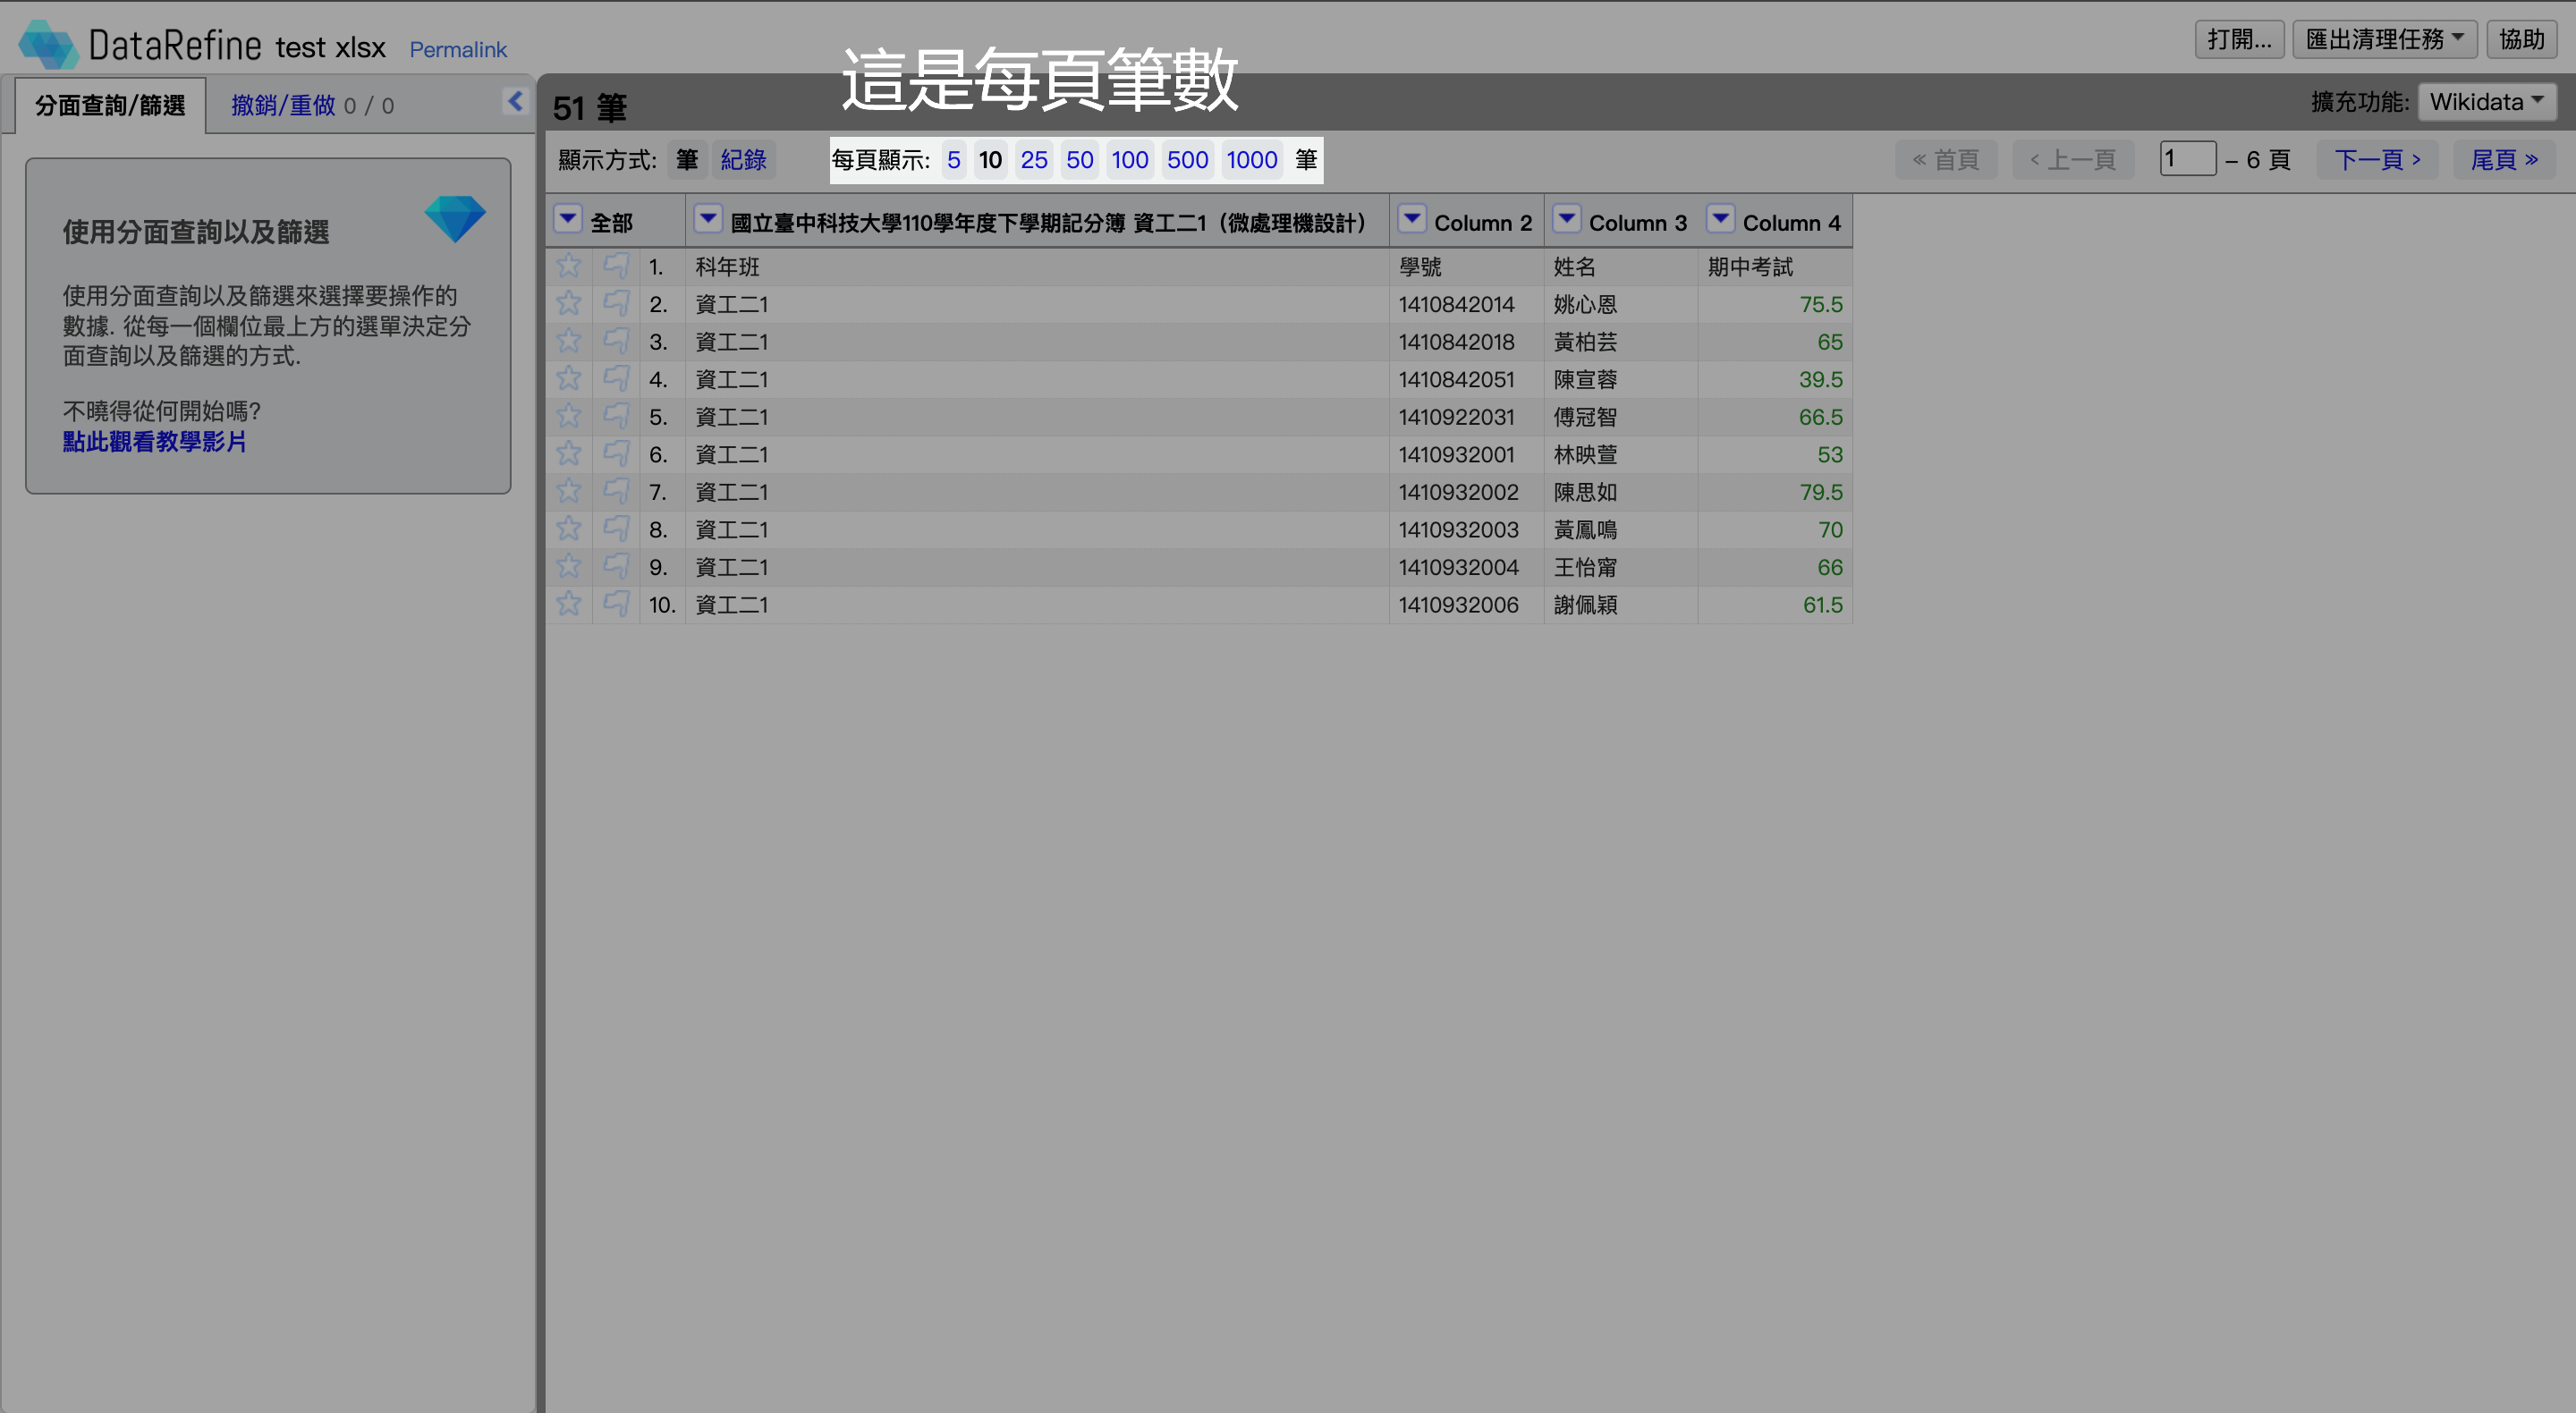 DataRefine test xlsx Permalink
打開... 匯出清理任務 協助
這是每頁筆數
分面查詢/篩選 撤銷/重做 0 / 0
51 筆
擴充功能: Wikidata
顯示方式: 筆 紀錄 每頁顯示: 5 10 25 50 100 500 1000 筆
« 首頁 ‹ 上一頁 1 – 6 頁 下一頁 › 尾頁 »
使用分面查詢以及篩選
使用分面查詢以及篩選來選擇要操作的
數據. 從每一個欄位最上方的選單決定分
面查詢以及篩選的方式.
不曉得從何開始嗎?
點此觀看教學影片
全部 國立臺中科技大學110學年度下學期記分簿 資工二1（微處理機設計） Column 2 Column 3 Column 4
1. 科年班 學號 姓名 期中考試
2. 資工二1 1410842014 姚心恩 75.5
3. 資工二1 1410842018 黃柏芸 65
4. 資工二1 1410842051 陳宣蓉 39.5
5. 資工二1 1410922031 傅冠智 66.5
6. 資工二1 1410932001 林映萱 53
7. 資工二1 1410932002 陳思如 79.5
8. 資工二1 1410932003 黃鳳鳴 70
9. 資工二1 1410932004 王怡甯 66
10. 資工二1 1410932006 謝佩穎 61.5